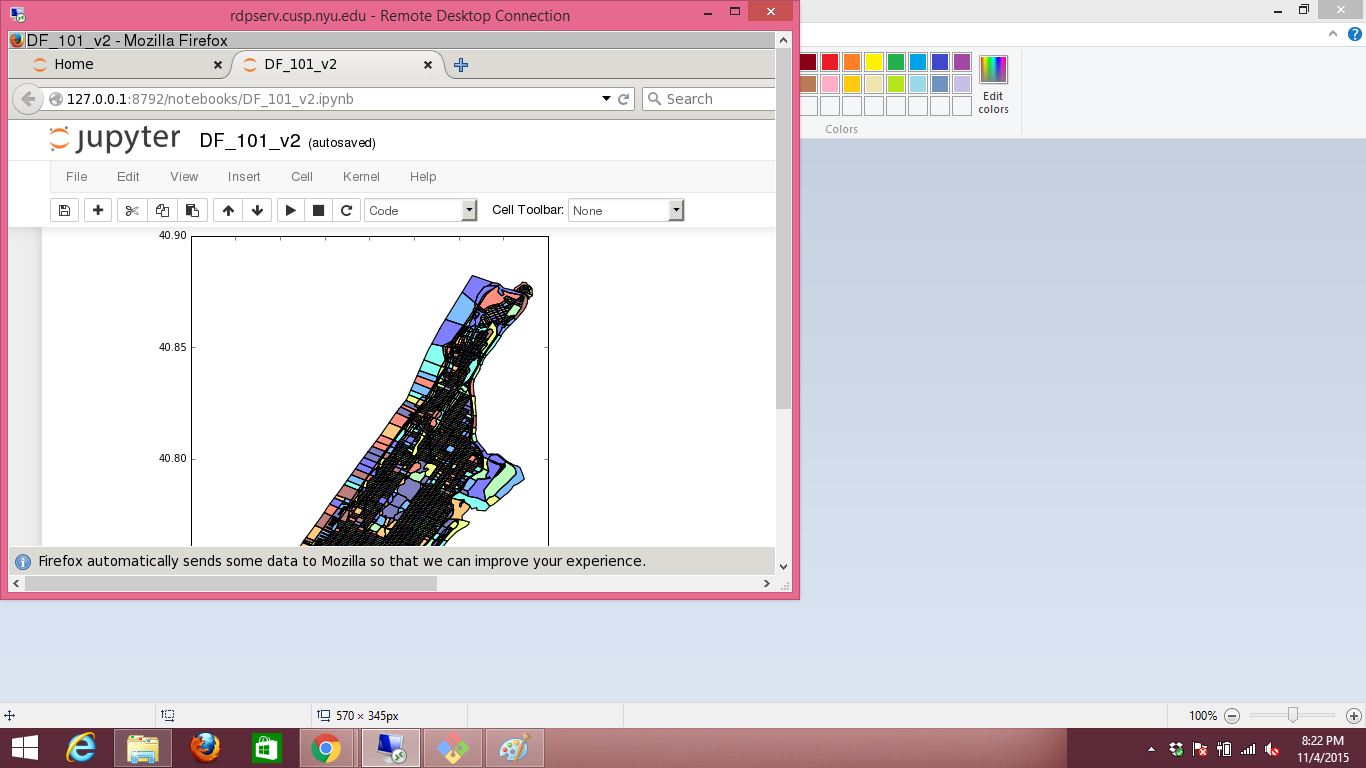 rdpserv.cusp.nyu.edu - Remote Desktop Connection
DF_101_v2 - Mozilla Firefox
Home
DF_101_v2
127.0.0.1:8792/notebooks/DF_101_v2.ipynb
Search
jupyter DF_101_v2 (autosaved)
File Edit View Insert Cell Kernel Help
Code
Cell Toolbar: None
40.90
40.85
40.80
Firefox automatically sends some data to Mozilla so that we can improve your experience.
Edit
colors
Colors
570 × 345px
100%
8:22 PM
11/4/2015